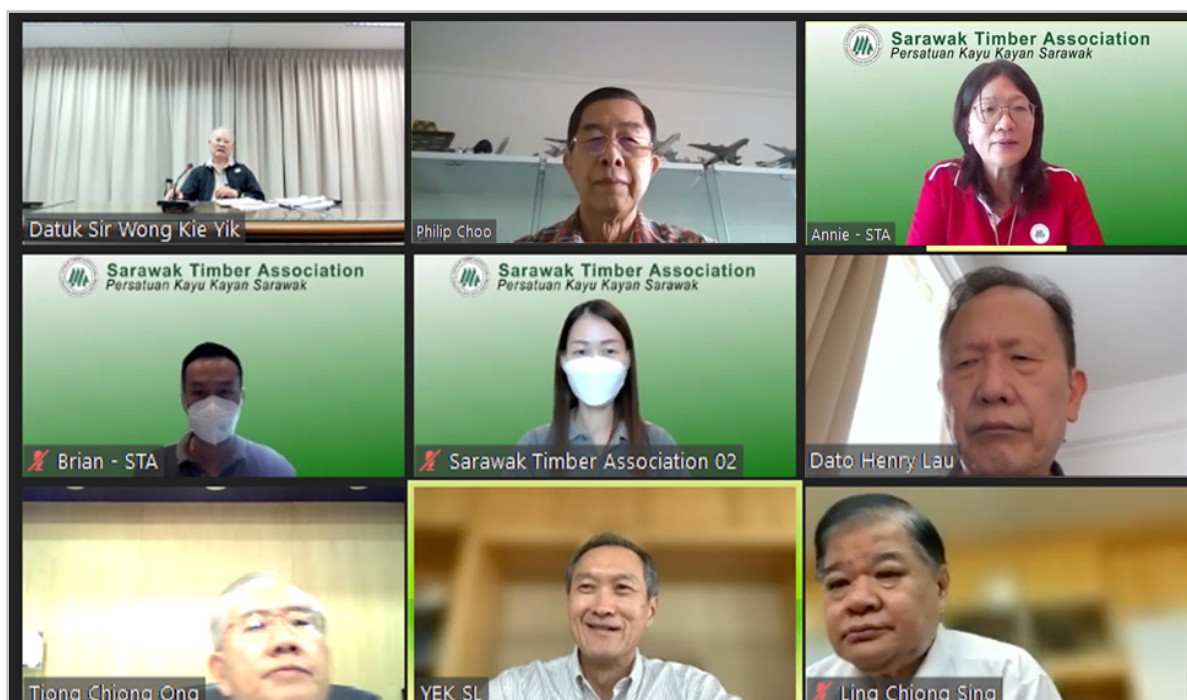 Sarawak Timber Association
Persatuan Kayu Kayan Sarawak
Datuk Sir Wong Kie Yik
Philip Choo
Annie - STA
Sarawak Timber Association
Persatuan Kayu Kayan Sarawak
Sarawak Timber Association
Persatuan Kayu Kayan Sarawak
Brian - STA
Sarawak Timber Association 02
Dato Henry Lau
Tiong Chiong Ong
YEK SL
Ling Chiong Sing